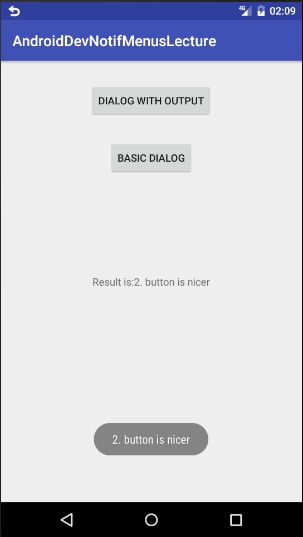 4G 02:09
AndroidDevNotifMenusLecture
DIALOG WITH OUTPUT
BASIC DIALOG
Result is:2. button is nicer
2. button is nicer